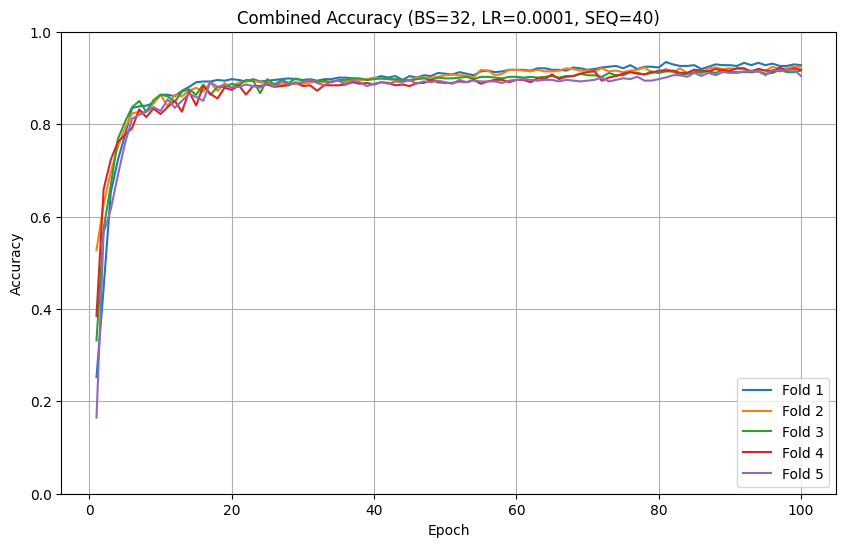 Combined Accuracy (BS=32, LR=0.0001, SEQ=40)
1.0
0.8
0.6
0.4
0.2
0.0
Accuracy
0 20 40 60 80 100
Epoch
Fold 1
Fold 2
Fold 3
Fold 4
Fold 5